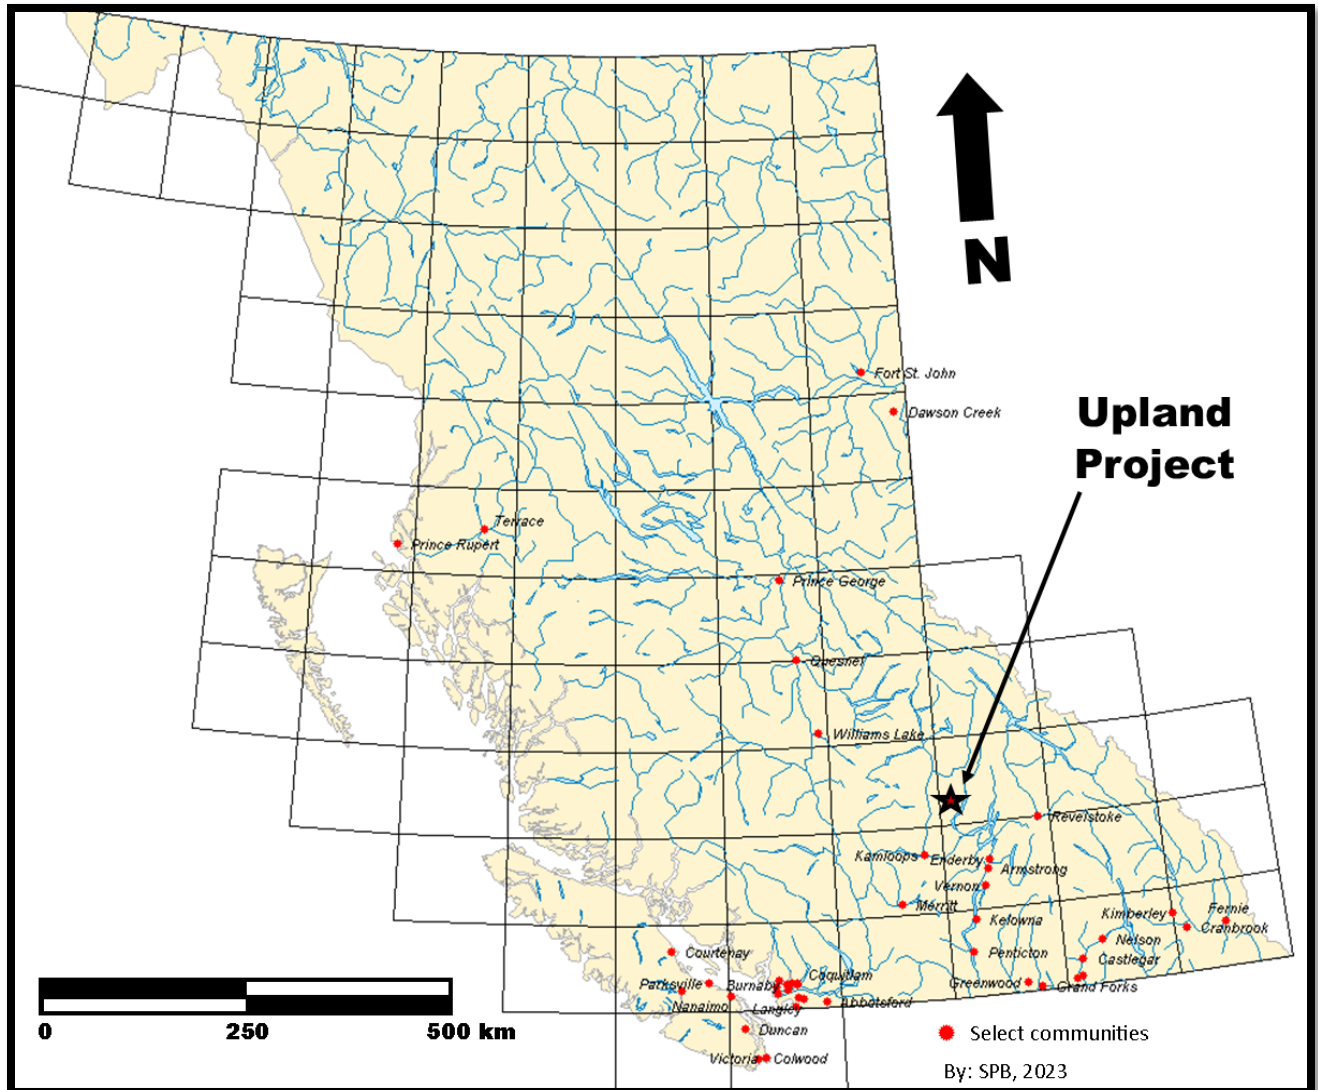 N
Fort St. John
Dawson Creek
Upland
Project
Terrace
Prince Rupert
Prince George
Quesnel
Williams Lake
Revelstoke
Kamloops
Enderby
Armstrong
Vernon
Merritt
Kelowna
Kimberley
Fernie
Cranbrook
Nelson
Penticton
Castlegar
Courtenay
Coquitlam
Parksville
Burnaby
Greenwood
Grand Forks
Nanaimo
Langley
Abbotsford
Duncan
Victoria
Colwood
0 250 500 km
Select communities
By: SPB, 2023